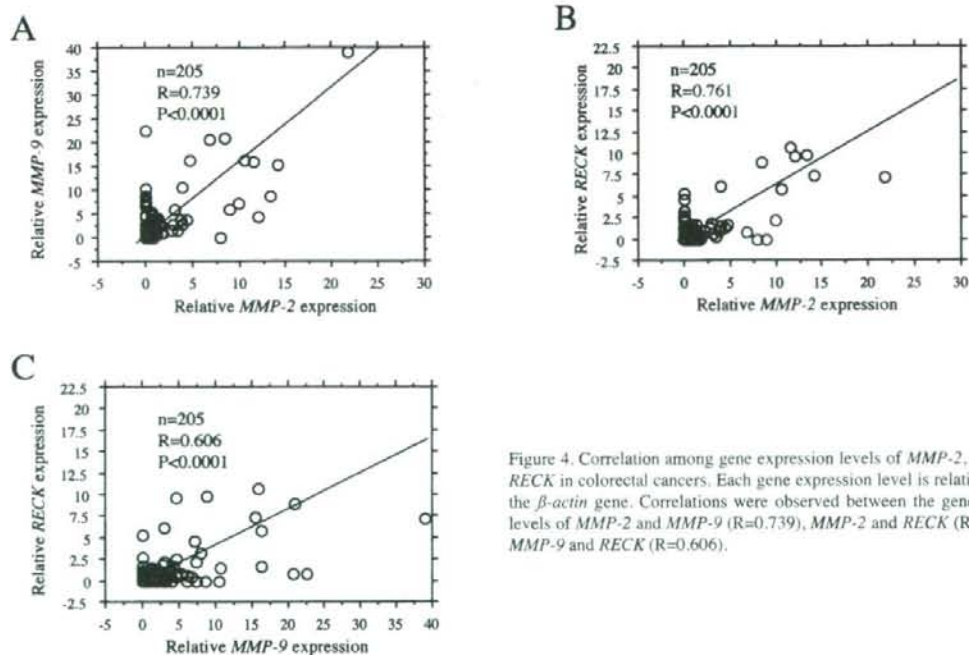 A
40
35
30
25
20
15
10
5
0
-5
n=205
R=0.739
P<0.0001
Relative MMP-9 expression
-5 0 5 10 15 20 25 30
Relative MMP-2 expression
B
22.5
20
17.5
15
12.5
10
7.5
5
2.5
0
-2.5
n=205
R=0.761
P<0.0001
Relative RECK expression
-5 0 5 10 15 20 25 30
Relative MMP-2 expression
C
22.5
20
17.5
15
12.5
10
7.5
5
2.5
0
-2.5
n=205
R=0.606
P<0.0001
Relative RECK expression
-5 0 5 10 15 20 25 30 35 40
Relative MMP-9 expression
Figure 4. Correlation among gene expression levels of MMP-2,
RECK in colorectal cancers. Each gene expression level is relati
the β-actin gene. Correlations were observed between the gene
levels of MMP-2 and MMP-9 (R=0.739), MMP-2 and RECK (R
MMP-9 and RECK (R=0.606).